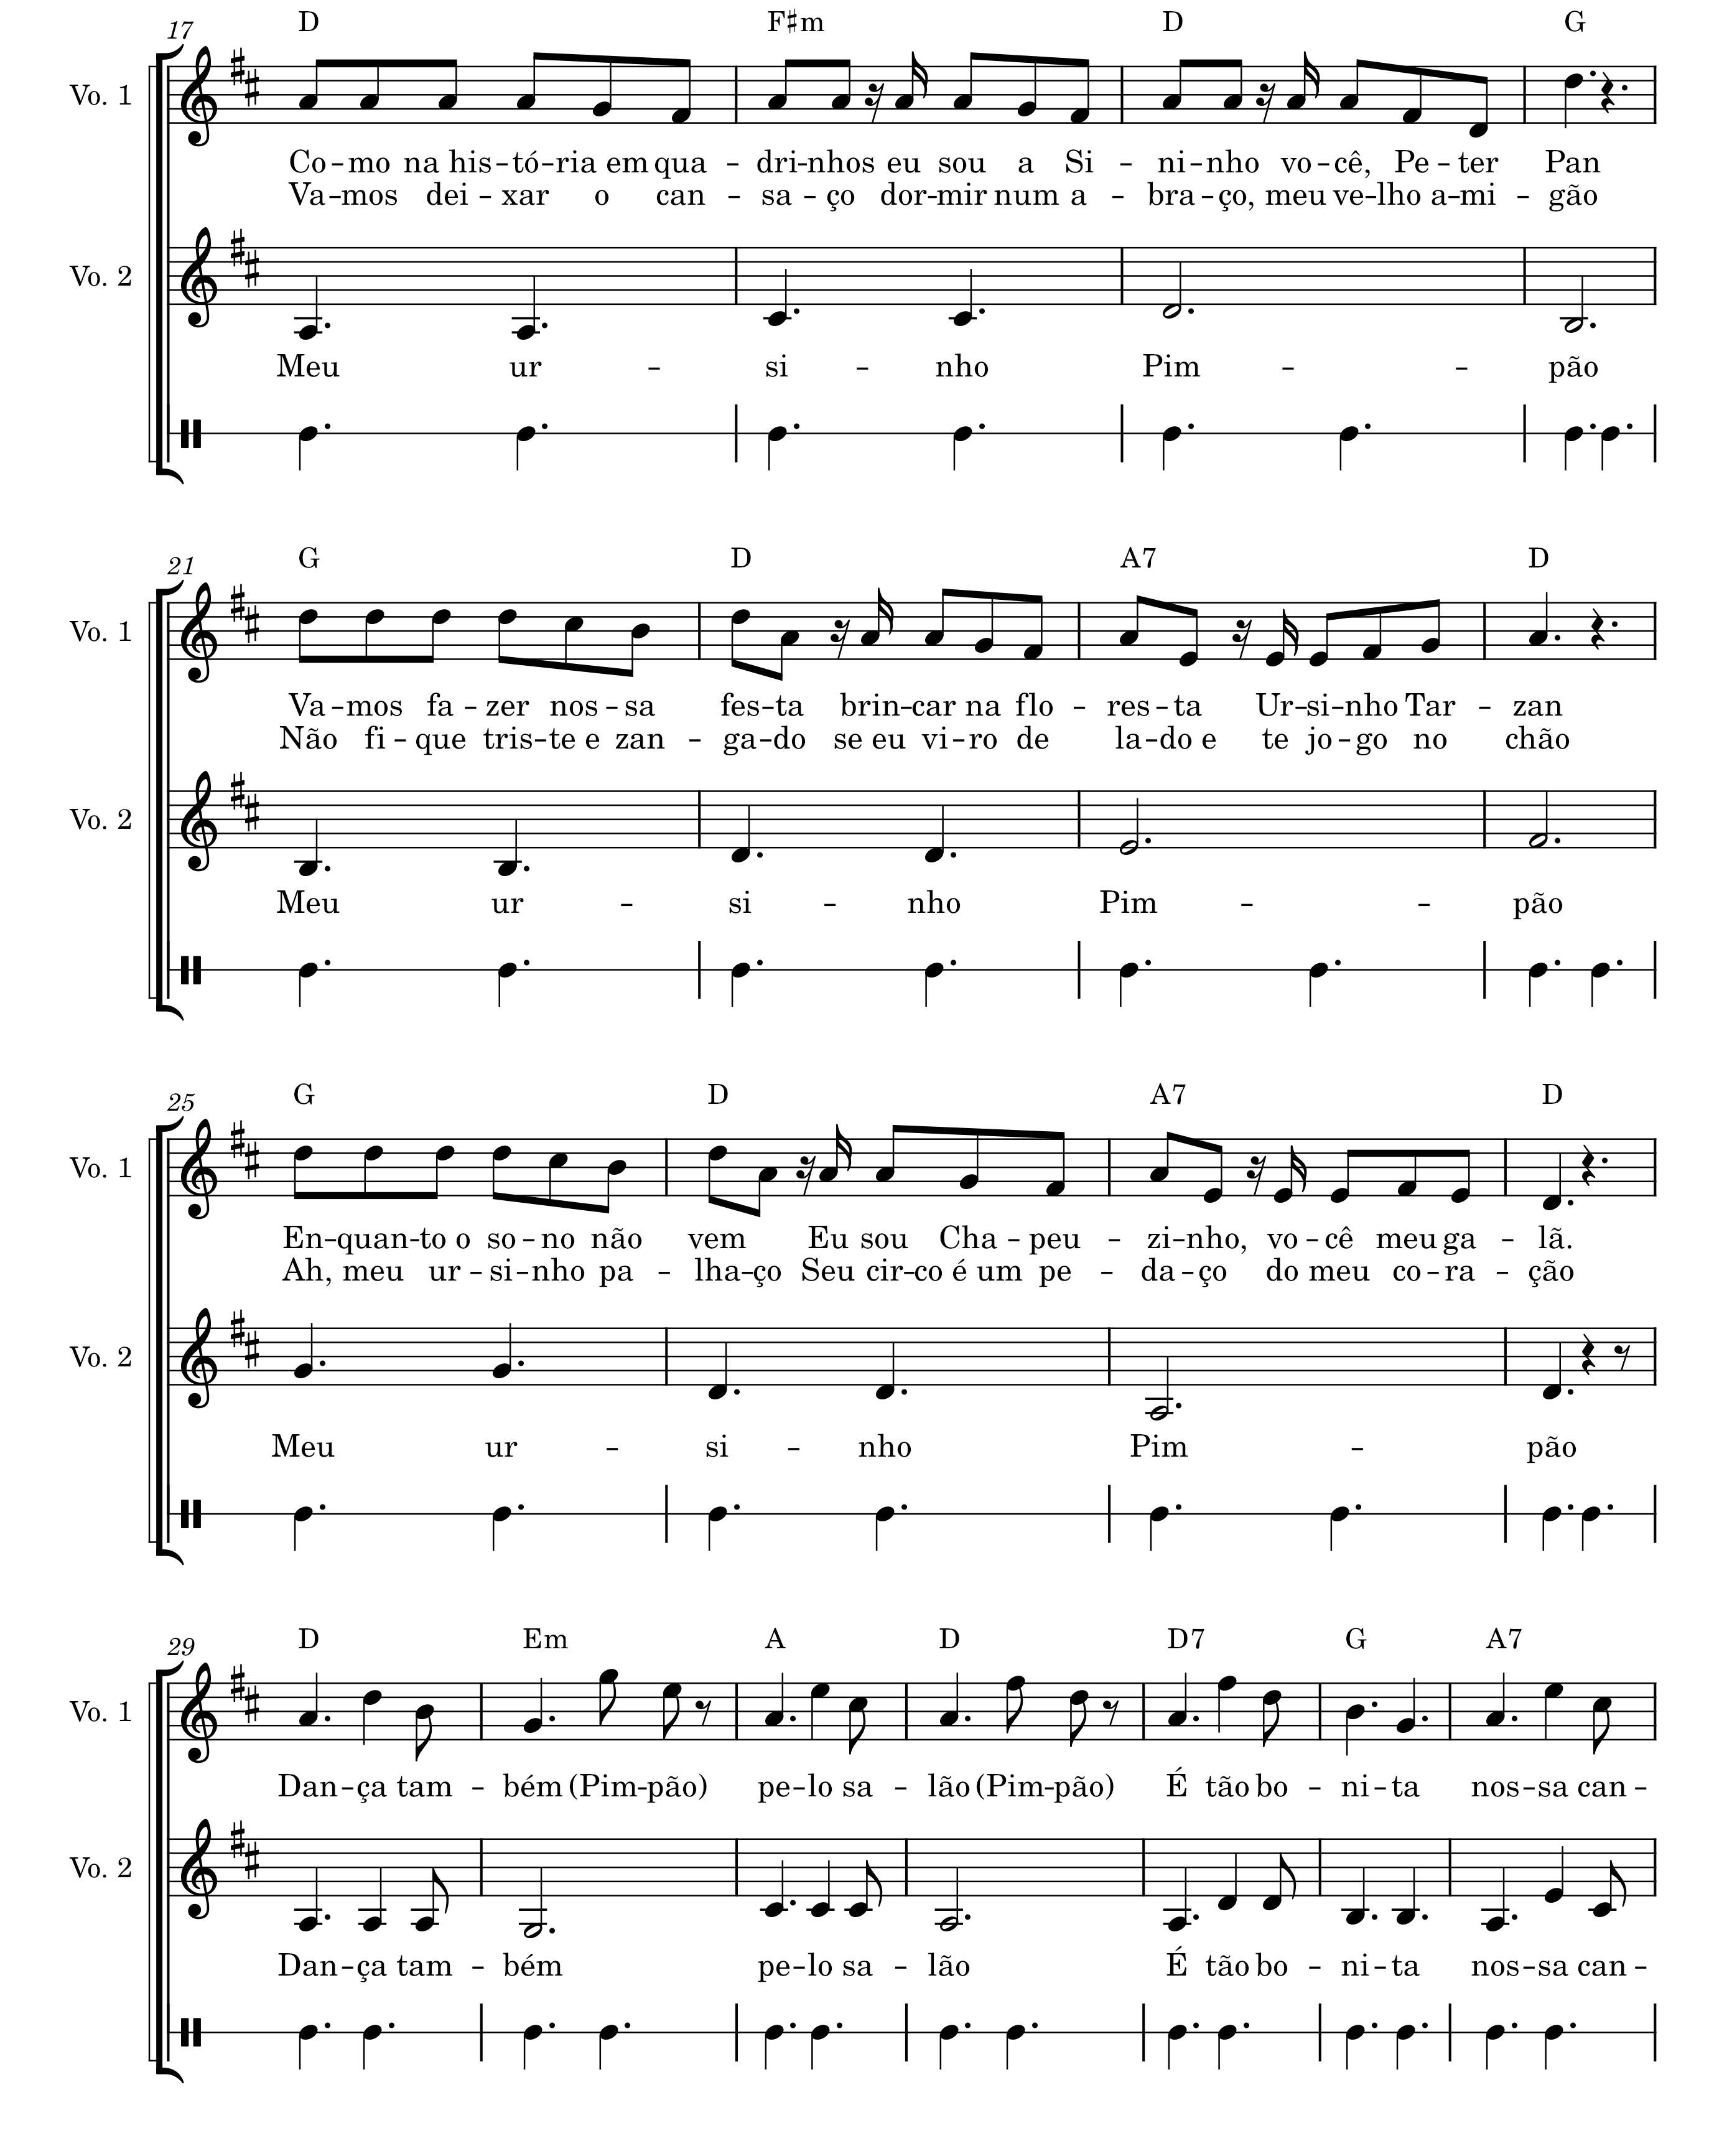 17 D F♯m D G
Vo. 1
Co – mo na his – tó – ria em qua – dri – nhos eu sou a Si – ni – nho vo – cê, Pe – ter Pan
Va – mos dei – xar o can – sa – ço dor – mir num a – bra – ço, meu ve – lho a – mi – gão
Vo. 2
Meu ur – si – nho Pim – pão
21 G D A7 D
Vo. 1
Va – mos fa – zer nos – sa fes – ta brin – car na flo – res – ta Ur – si – nho Tar – zan
Não fi – que tris – te e zan – ga – do se eu vi – ro de la – do e te jo – go no chão
Vo. 2
Meu ur – si – nho Pim – pão
25 G D A7 D
Vo. 1
En – quan – to o so – no não vem Eu sou Cha – peu – zi – nho, vo – cê meu ga – lã.
Ah, meu ur – si – nho pa – lha – ço Seu cir – co é um pe – da – ço do meu co – ra – ção
Vo. 2
Meu ur – si – nho Pim – pão
29 D Em A D D7 G A7
Vo. 1
Dan – ça tam – bém (Pim – pão) pe – lo sa – lão (Pim – pão) É tão bo – ni – ta nos – sa can –
Vo. 2
Dan – ça tam – bém pe – lo sa – lão É tão bo – ni – ta nos – sa can –